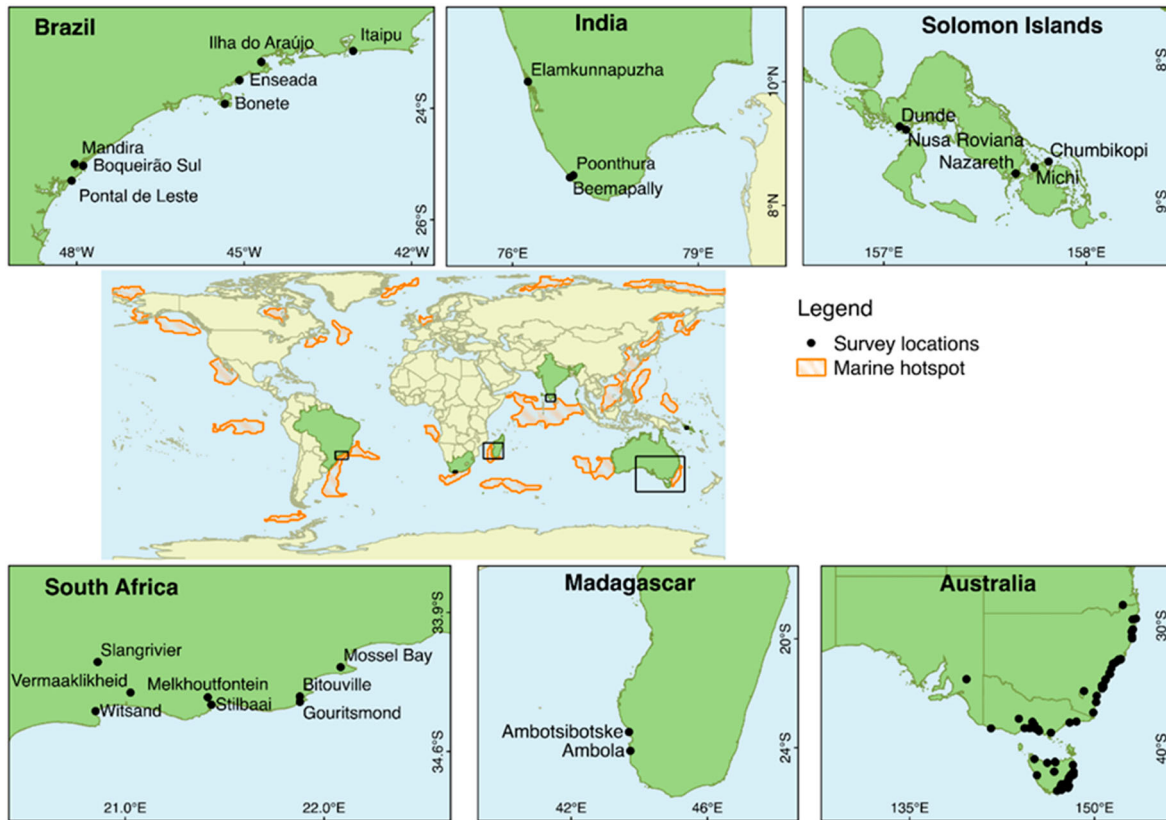 Brazil
Ilha do Araújo
Itaipu
Enseada
Bonete
Mandira
Boqueirão Sul
Pontal de Leste
24°S
26°S
48°W
45°W
42°W
India
Elamkunnapuzha
Poonthura
Beemapally
10°N
8°N
76°E
79°E
Solomon Islands
Dunde
Nusa Roviana
Nazareth
Chumbikopi
Michi
8°S
9°S
157°E
158°E
Legend
Survey locations
Marine hotspot
South Africa
Slangrivier
Mossel Bay
Vermaaklikheid
Melkhoutfontein
Bitouville
Witsand
Stilbaai
Gouritsmond
33.9°S
34.6°S
21.0°E
22.0°E
Madagascar
Ambotsibotske
Ambola
20°S
24°S
42°E
46°E
Australia
30°S
40°S
135°E
150°E